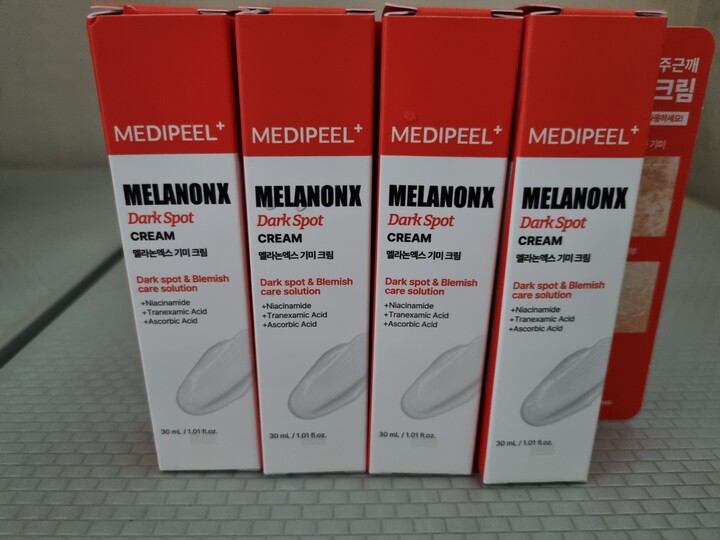 MEDIPEEL+
MELANONX
Dark Spot
CREAM
멜라논엑스 기미 크림
Dark spot & Blemish
care solution
+Niacinamide
+Tranexamic Acid
+Ascorbic Acid
30 mL / 1.01 fl.oz.
MEDIPEEL+
MELANONX
Dark Spot
CREAM
멜라논엑스 기미 크림
Dark spot & Blemish
care solution
+Niacinamide
+Tranexamic Acid
+Ascorbic Acid
30 mL / 1.01 fl.oz.
MEDIPEEL+
MELANONX
Dark Spot
CREAM
멜라논엑스 기미 크림
Dark spot & Blemish
care solution
+Niacinamide
+Tranexamic Acid
+Ascorbic Acid
30 mL / 1.01 fl.oz.
MEDIPEEL+
MELANONX
Dark Spot
CREAM
멜라논엑스 기미 크림
Dark spot & Blemish
care solution
+Niacinamide
+Tranexamic Acid
+Ascorbic Acid
30 mL / 1.01 fl.oz.
주근깨
크림
기미